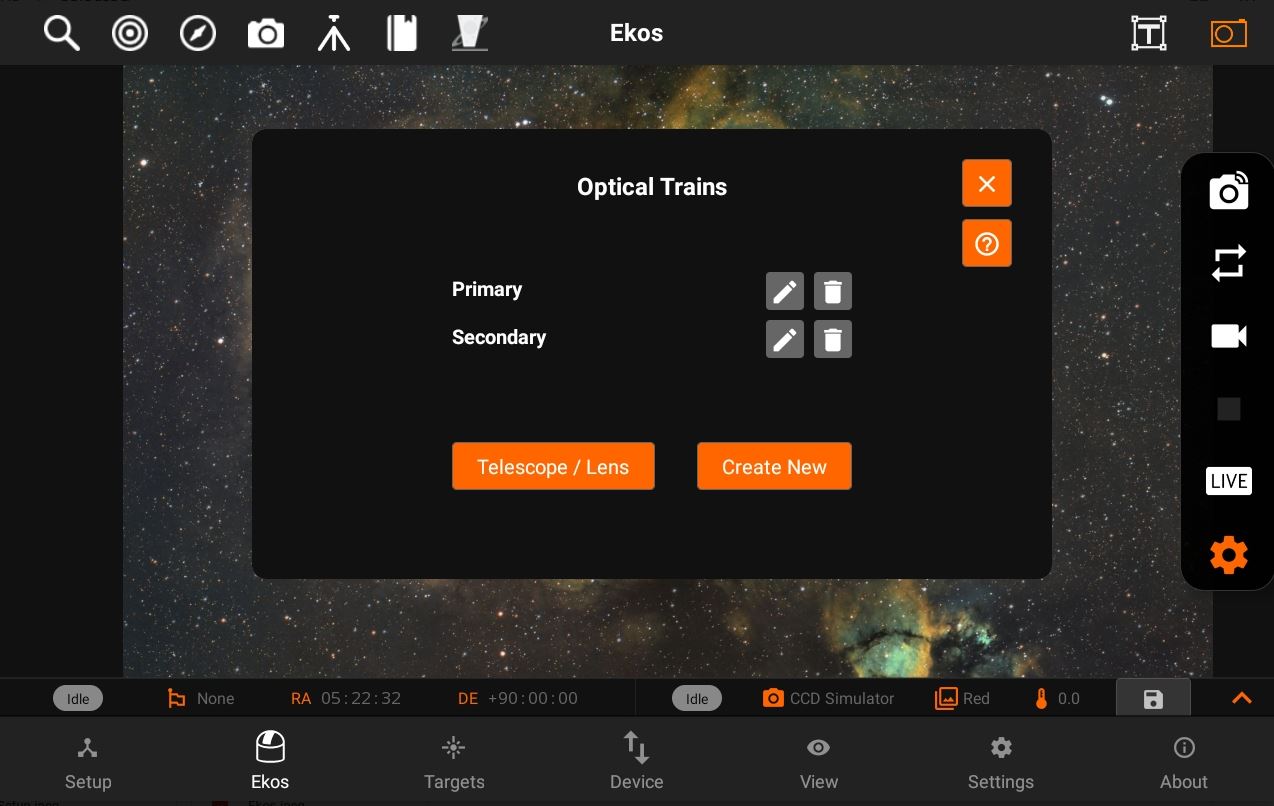 Ekos
T
Optical Trains
Primary
Secondary
Telescope / Lens
Create New
LIVE
Idle
None
RA 05:22:32
DE +90:00:00
Idle
CCD Simulator
Red
0.0
Setup
Ekos
Targets
Device
View
Settings
About